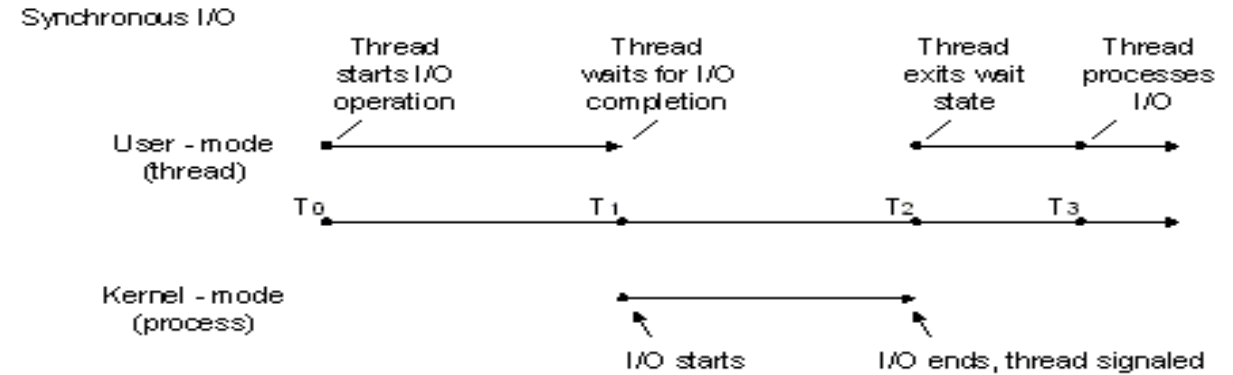 Synchronous I/O
Thread
starts I/O
operation
Thread
waits for I/O
completion
Thread
exits wait
state
Thread
processes
I/O
User - mode
(thread)
T0
T1
T2
T3
Kernel - mode
(process)
I/O starts
I/O ends, thread signaled